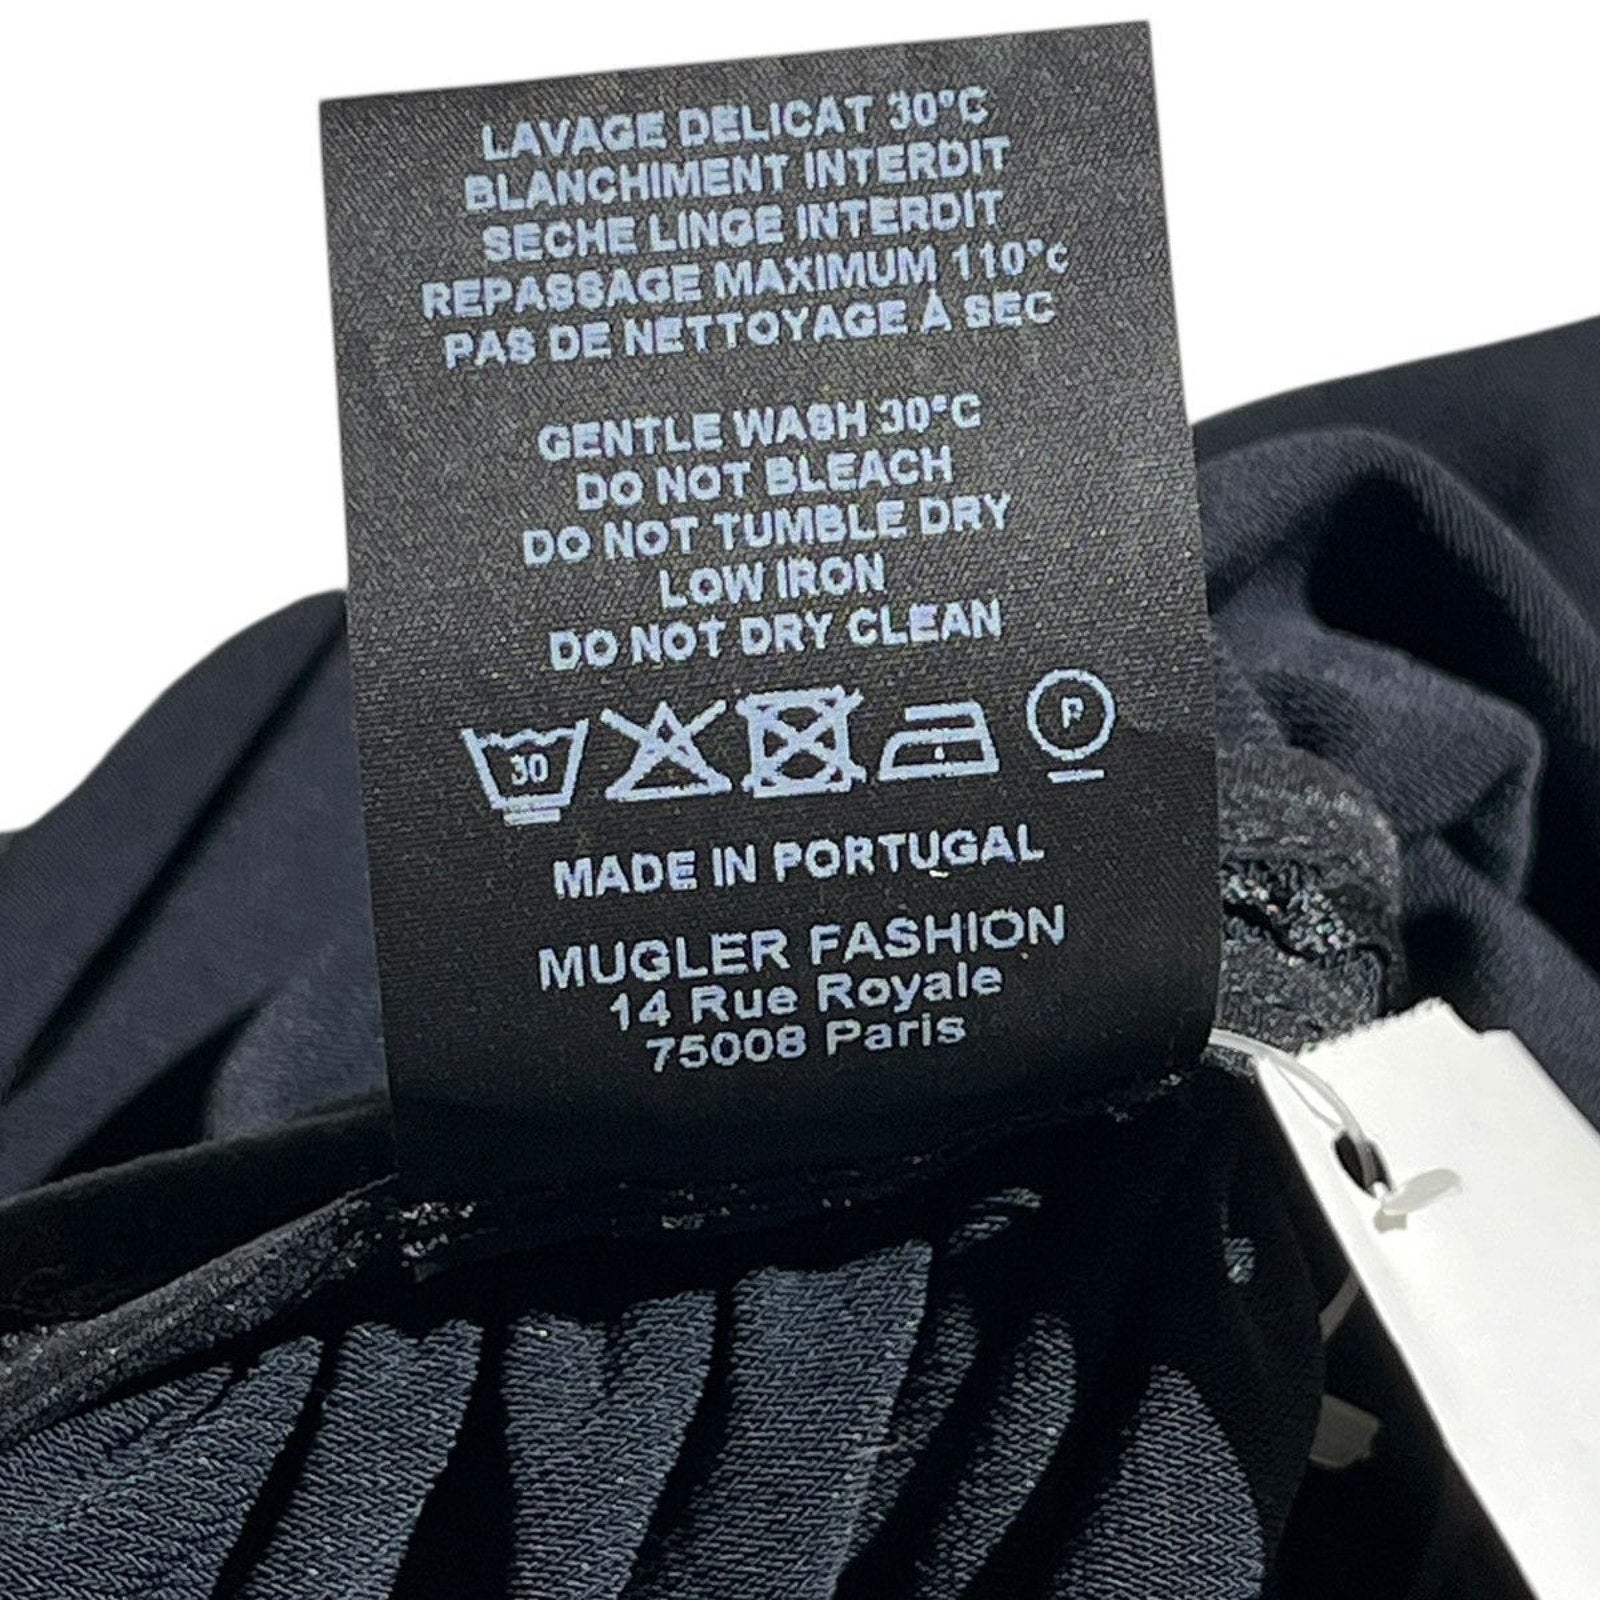 LAVAGE DELICAT 30°C
BLANCHIMENT INTERDIT
SECHE LINGE INTERDIT
REPASSAGE MAXIMUM 110°c
PAS DE NETTOYAGE À SEC
GENTLE WASH 30°C
DO NOT BLEACH
DO NOT TUMBLE DRY
LOW IRON
DO NOT DRY CLEAN
30 P
MADE IN PORTUGAL
MUGLER FASHION
14 Rue Royale
75008 Paris